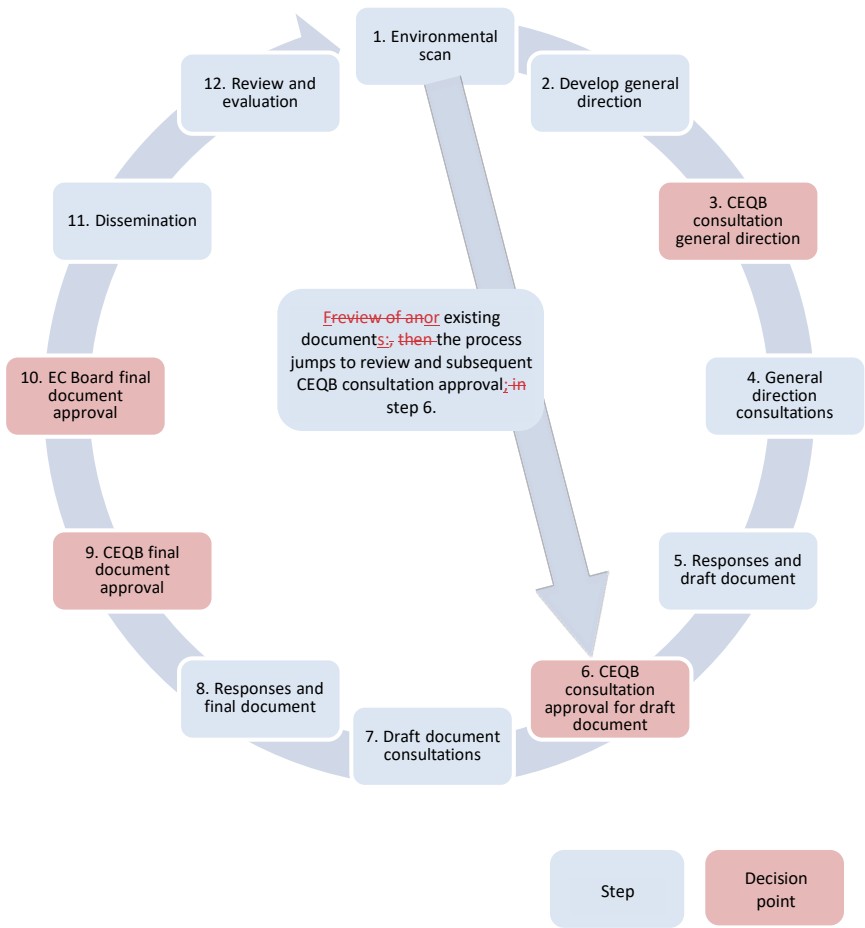 1. Environmental
scan
2. Develop general
direction
3. CEQB
consultation
general direction
4. General
direction
consultations
5. Responses and
draft document
6. CEQB
consultation
approval for draft
document
7. Draft document
consultations
8. Responses and
final document
9. CEQB final
document
approval
10. EC Board final
document
approval
11. Dissemination
12. Review and
evaluation
Freview of anor existing
documents:, then the process
jumps to review and subsequent
CEQB consultation approval; in
step 6.
Step
Decision
point